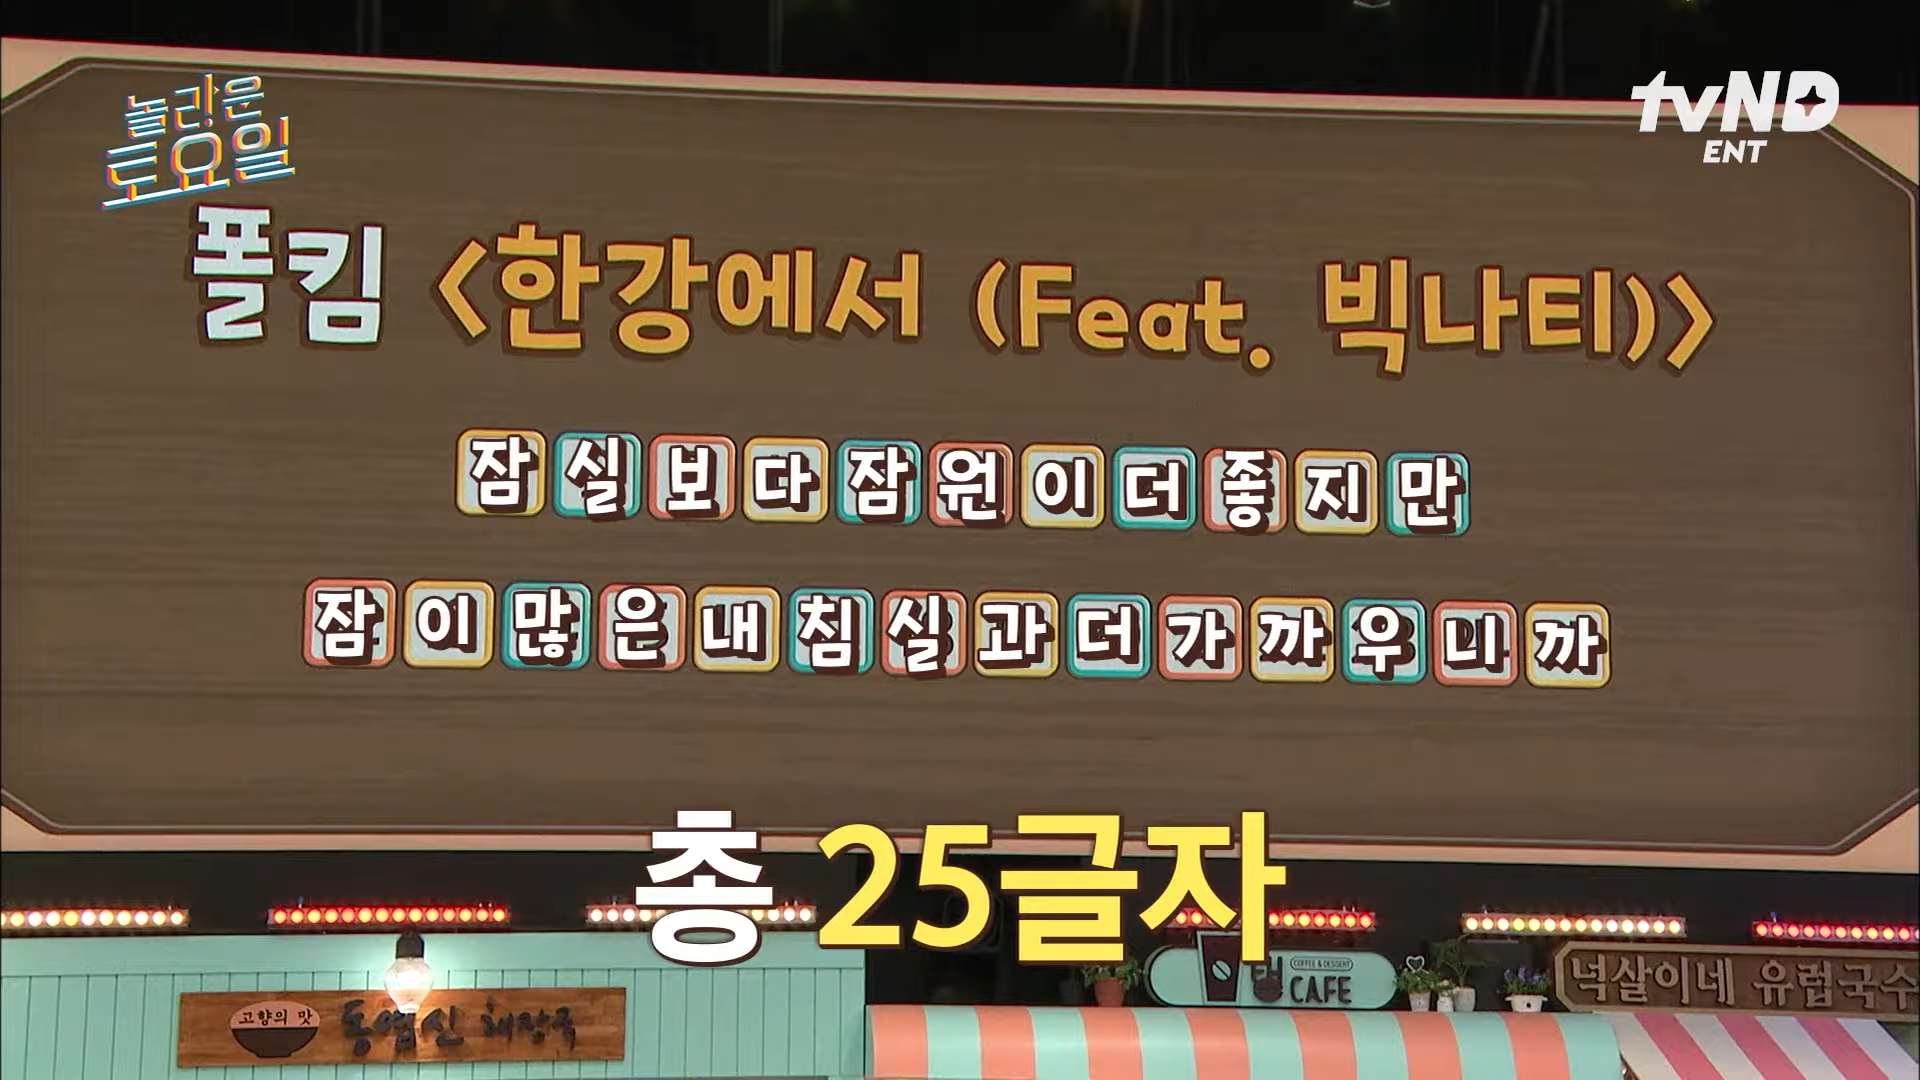 놀라운
토요일
tvND
ENT
폴킴 <한강에서 (Feat. 빅나티)>
잠실보다잠원이더좋지만
잠이많은내침실과더가까우니까
총 25글자
고향의 맛
동엽신 해장국
COFFEE & DESSERT
CAFE
넉살이네 유럽국수